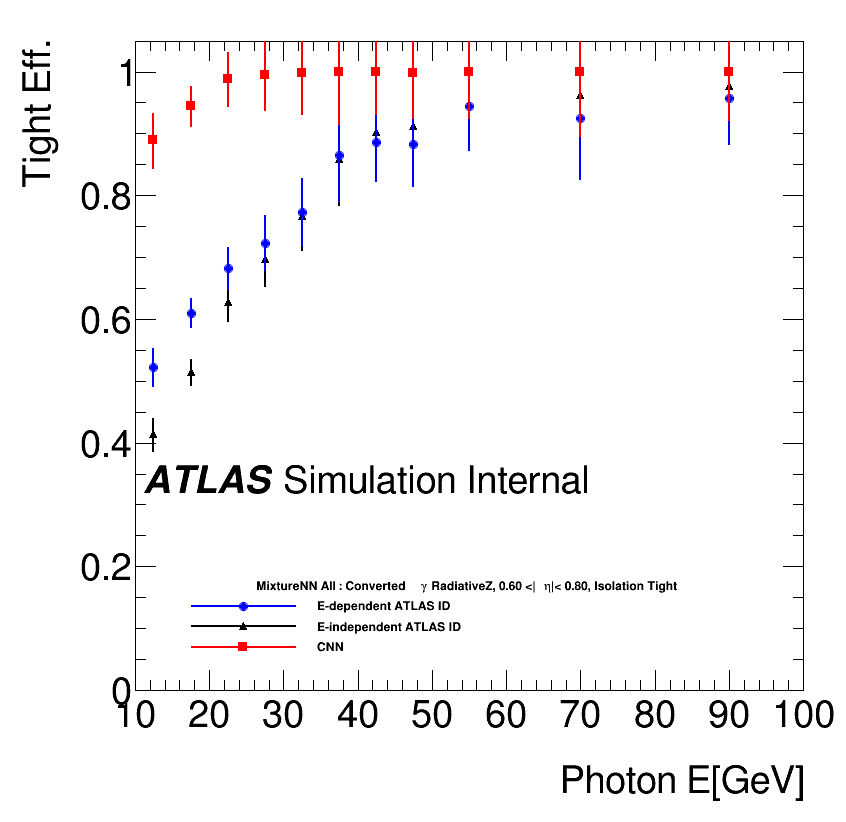 Tight Eff.
1
0.8
0.6
0.4
ATLAS Simulation Internal
0.2
MixtureNN All : Converted γ RadiativeZ, 0.60 <| η|< 0.80, Isolation Tight
E-dependent ATLAS ID
E-independent ATLAS ID
CNN
0
10 20 30 40 50 60 70 80 90 100
Photon E[GeV]